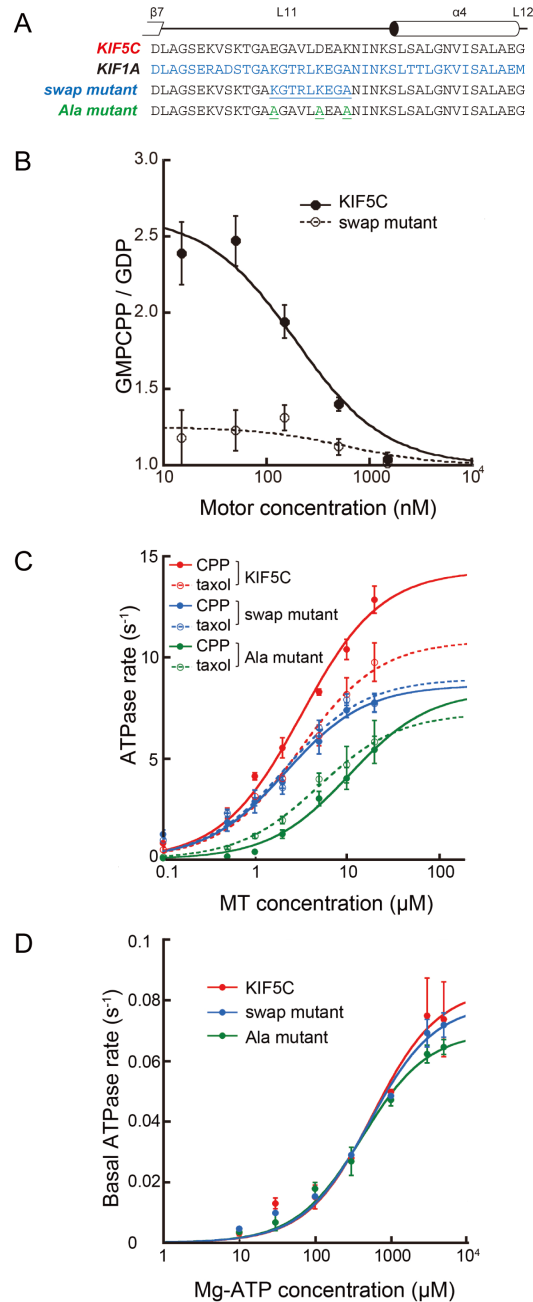 A
β7 L11 α4 L12
KIF5C DLAGSEKVSKTGAEGAVLDEAKNINKSLSALGNVISALAEG
KIF1A DLAGSERADSTGAKGTRLKEGANINKSLTTLGKVISALAEM
swap mutant DLAGSEKVSKTGAKGTRLKEGANINKSLSALGNVISALAEG
Ala mutant DLAGSEKVSKTGAAGAVLAEAANINKSLSALGNVISALAEG
B
3.0
2.5
2.0
1.5
1.0
GMPCPP / GDP
KIF5C
swap mutant
10 100 1000 10⁴
Motor concentration (nM)
C
15
10
5
0
ATPase rate (s⁻¹)
CPP
taxol
KIF5C
CPP
taxol
swap mutant
CPP
taxol
Ala mutant
0.1 1 10 100
MT concentration (µM)
D
0.1
0.08
0.06
0.04
0.02
0
Basal ATPase rate (s⁻¹)
KIF5C
swap mutant
Ala mutant
1 10 100 1000 10⁴
Mg-ATP concentration (µM)